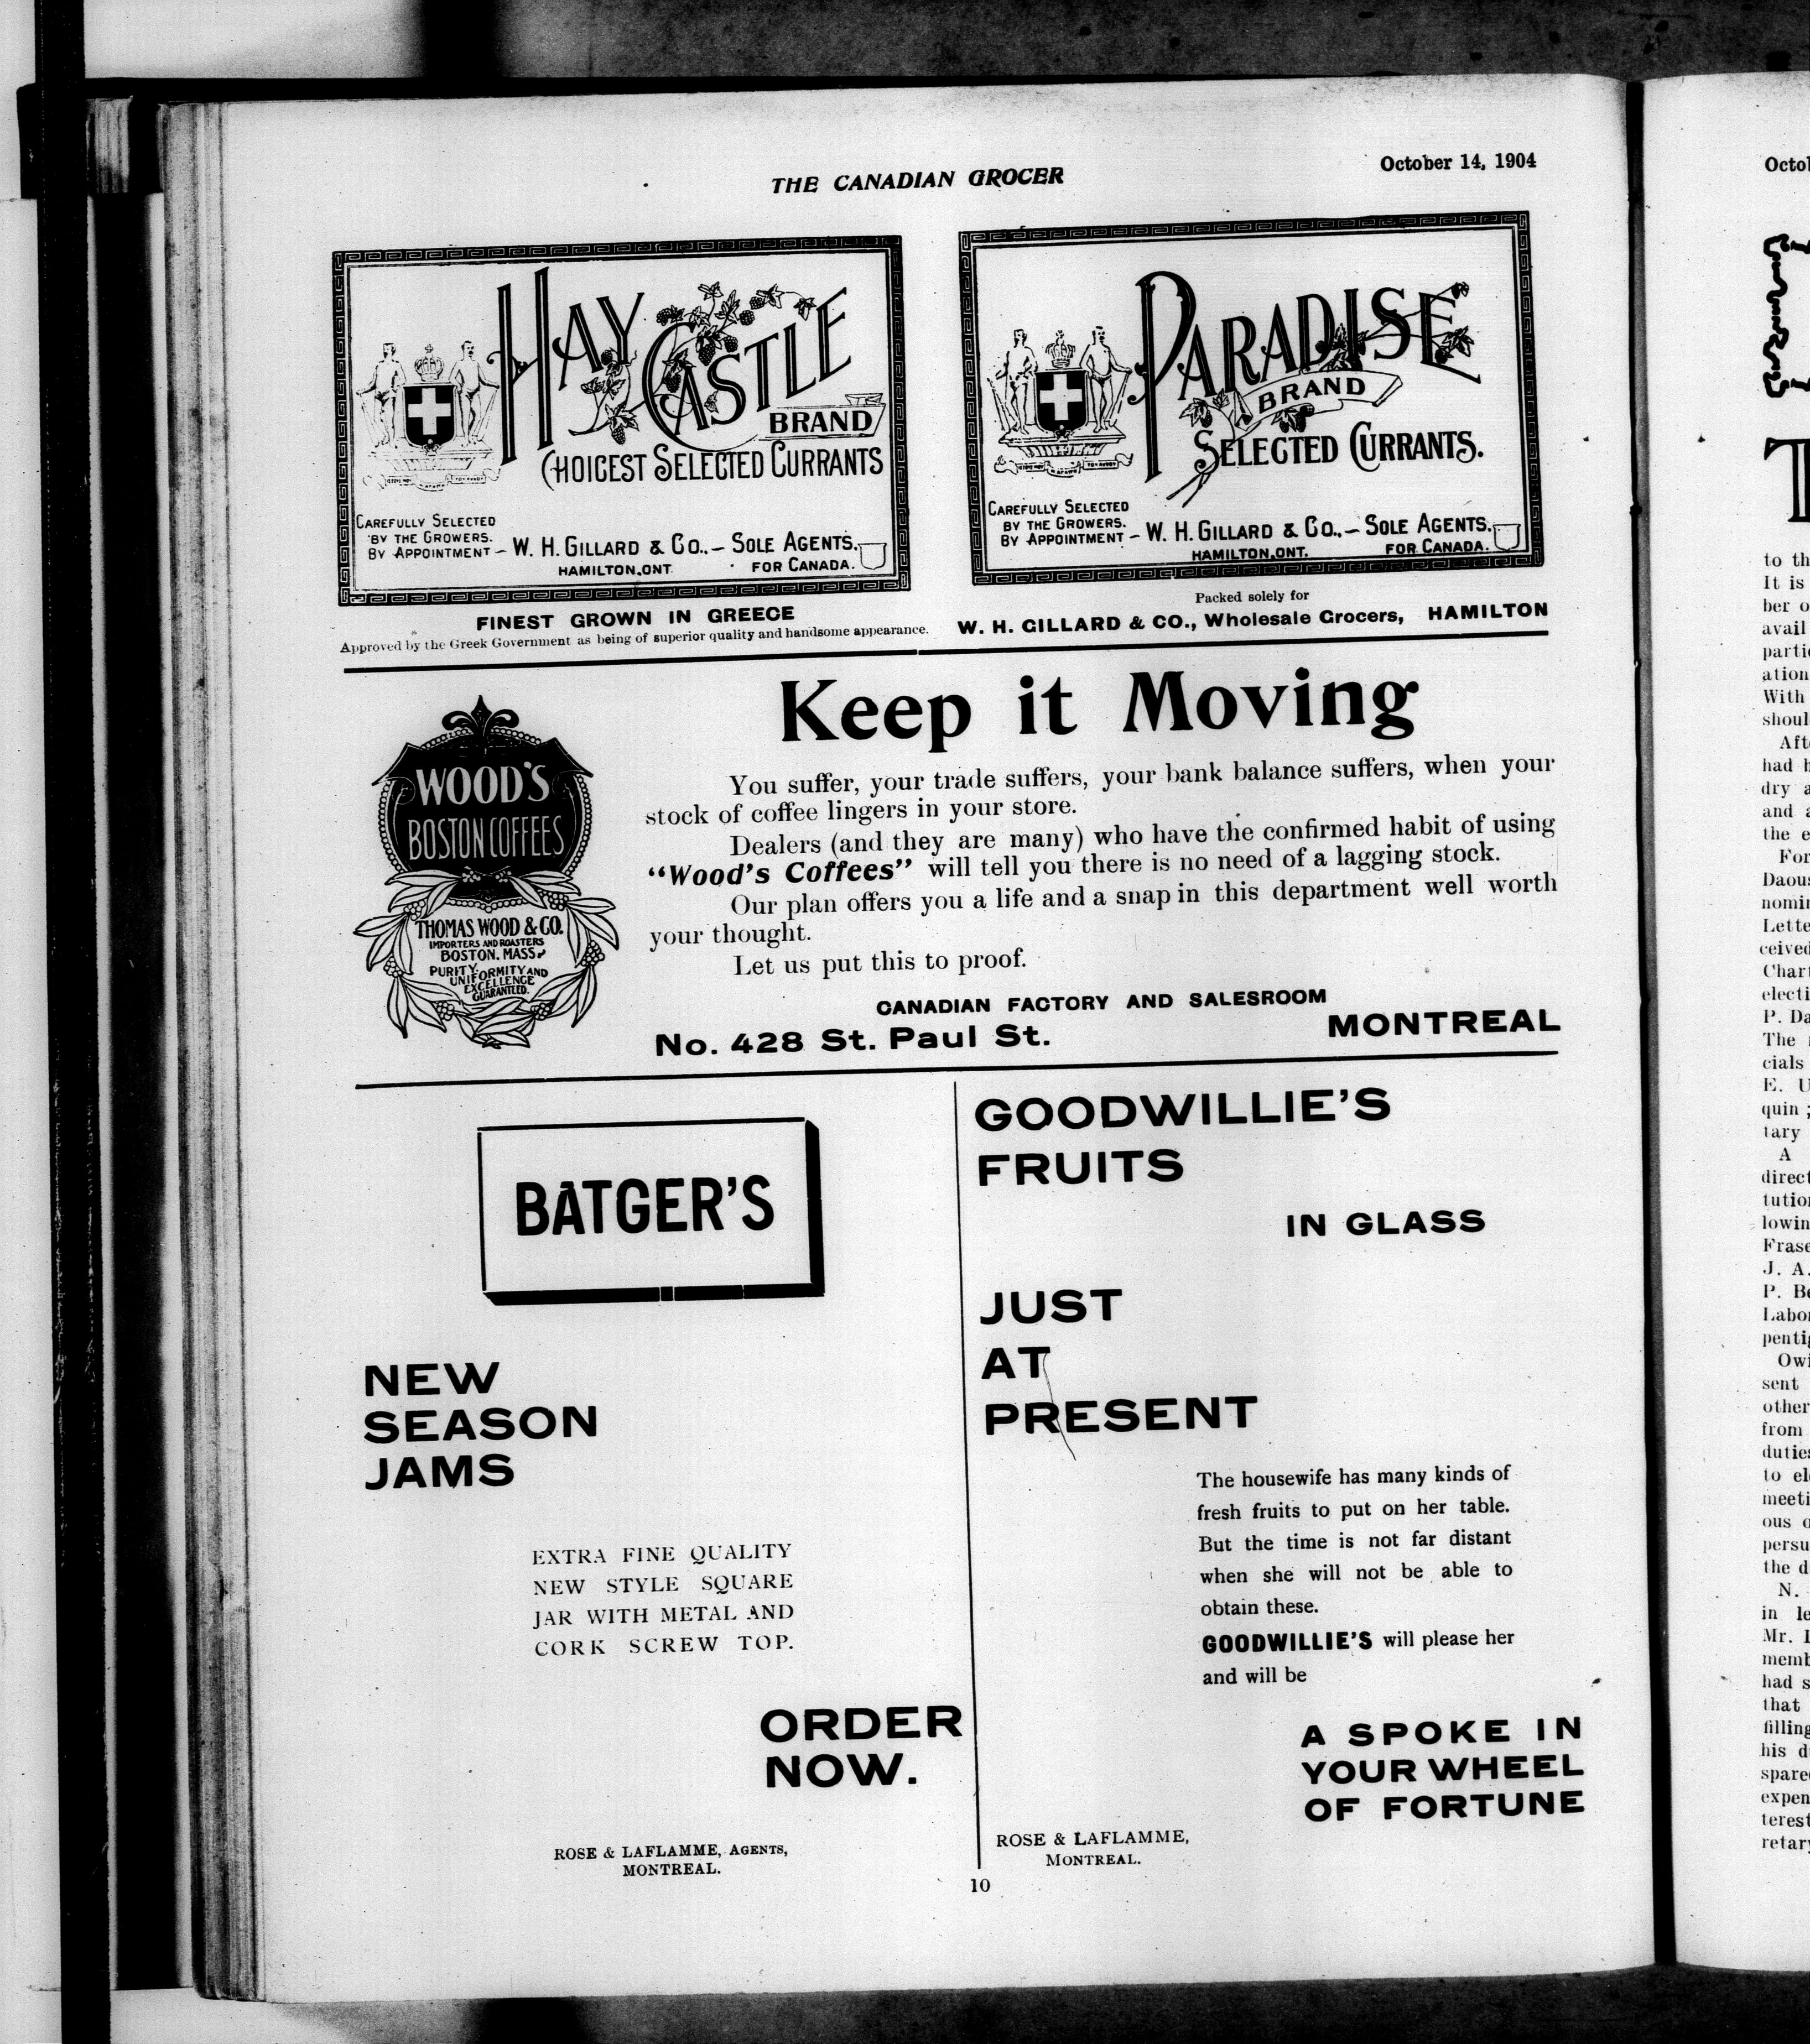 THE CANADIAN GROCER
October 14, 1904
HAY CASTLE
BRAND
CHOICEST SELECTED CURRANTS
CAREFULLY SELECTED
BY THE GROWERS.
BY APPOINTMENT – W. H. GILLARD & CO., – SOLE AGENTS.
HAMILTON, ONT. FOR CANADA.
FINEST GROWN IN GREECE
Approved by the Greek Government as being of superior quality and handsome appearance.
PARADISE
BRAND
SELECTED CURRANTS.
CAREFULLY SELECTED
BY THE GROWERS.
BY APPOINTMENT – W. H. GILLARD & CO., – SOLE AGENTS.
HAMILTON, ONT. FOR CANADA.
Packed solely for
W. H. GILLARD & CO., Wholesale Grocers, HAMILTON
WOOD'S
BOSTON COFFEES
THOMAS WOOD & CO.
IMPORTERS AND ROASTERS
BOSTON, MASS.
PURITY, UNIFORMITY AND
EXCELLENCE
GUARANTEED.
Keep it Moving
You suffer, your trade suffers, your bank balance suffers, when your
stock of coffee lingers in your store.
Dealers (and they are many) who have the confirmed habit of using
“Wood's Coffees” will tell you there is no need of a lagging stock.
Our plan offers you a life and a snap in this department well worth
your thought.
Let us put this to proof.
CANADIAN FACTORY AND SALESROOM
No. 428 St. Paul St. MONTREAL
BATGER'S
NEW
SEASON
JAMS
EXTRA FINE QUALITY
NEW STYLE SQUARE
JAR WITH METAL AND
CORK SCREW TOP.
ORDER
NOW.
ROSE & LAFLAMME, AGENTS,
MONTREAL.
GOODWILLIE'S
FRUITS
IN GLASS
JUST
AT
PRESENT
The housewife has many kinds of
fresh fruits to put on her table.
But the time is not far distant
when she will not be able to
obtain these.
GOODWILLIE'S will please her
and will be
A SPOKE IN
YOUR WHEEL
OF FORTUNE
ROSE & LAFLAMME,
MONTREAL.
10